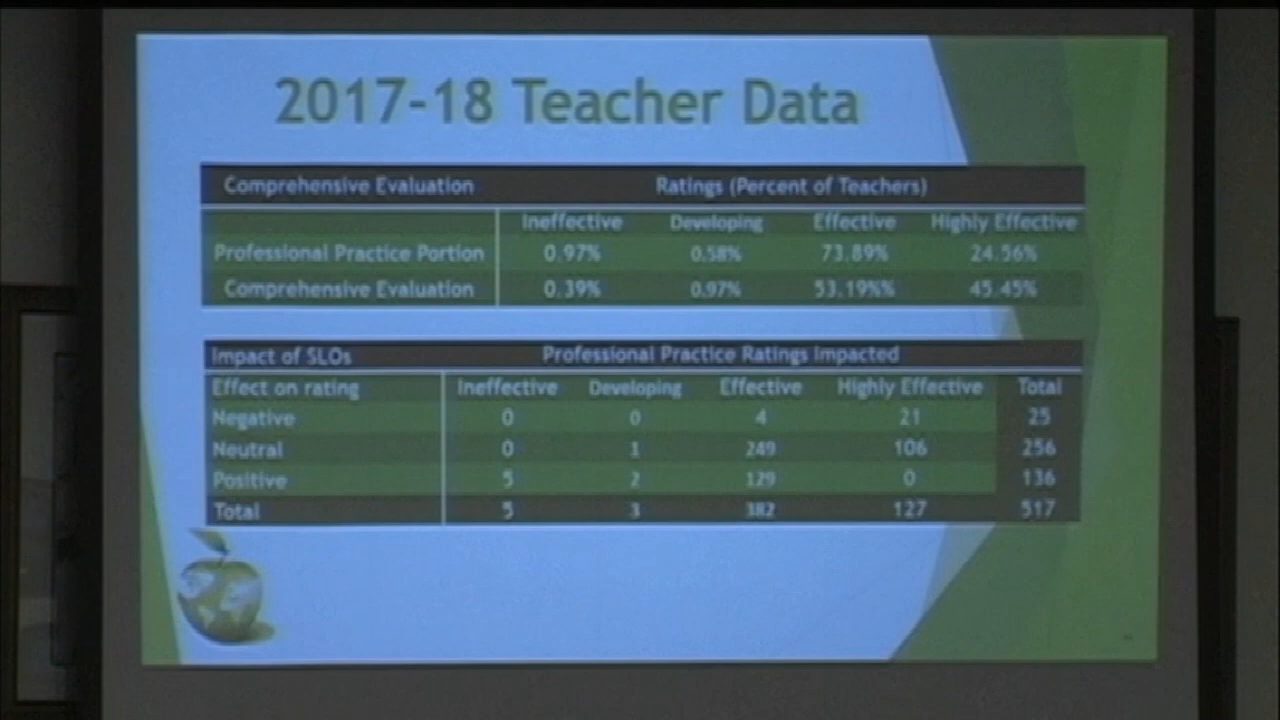 2017-18 Teacher Data
Comprehensive Evaluation Ratings (Percent of Teachers)
Ineffective Developing Effective Highly Effective
Professional Practice Portion 0.97% 0.58% 73.89% 24.56%
Comprehensive Evaluation 0.39% 0.97% 53.19%% 45.45%
Impact of SLOs Professional Practice Ratings Impacted
Effect on rating Ineffective Developing Effective Highly Effective Total
Negative 0 0 4 21 25
Neutral 0 1 249 106 256
Positive 5 2 129 0 136
Total 5 3 382 127 517